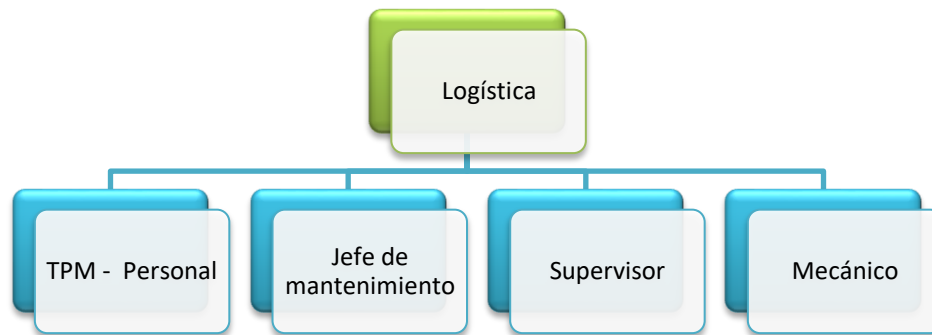 Logística
TPM - Personal
Jefe de
mantenimiento
Supervisor
Mecánico